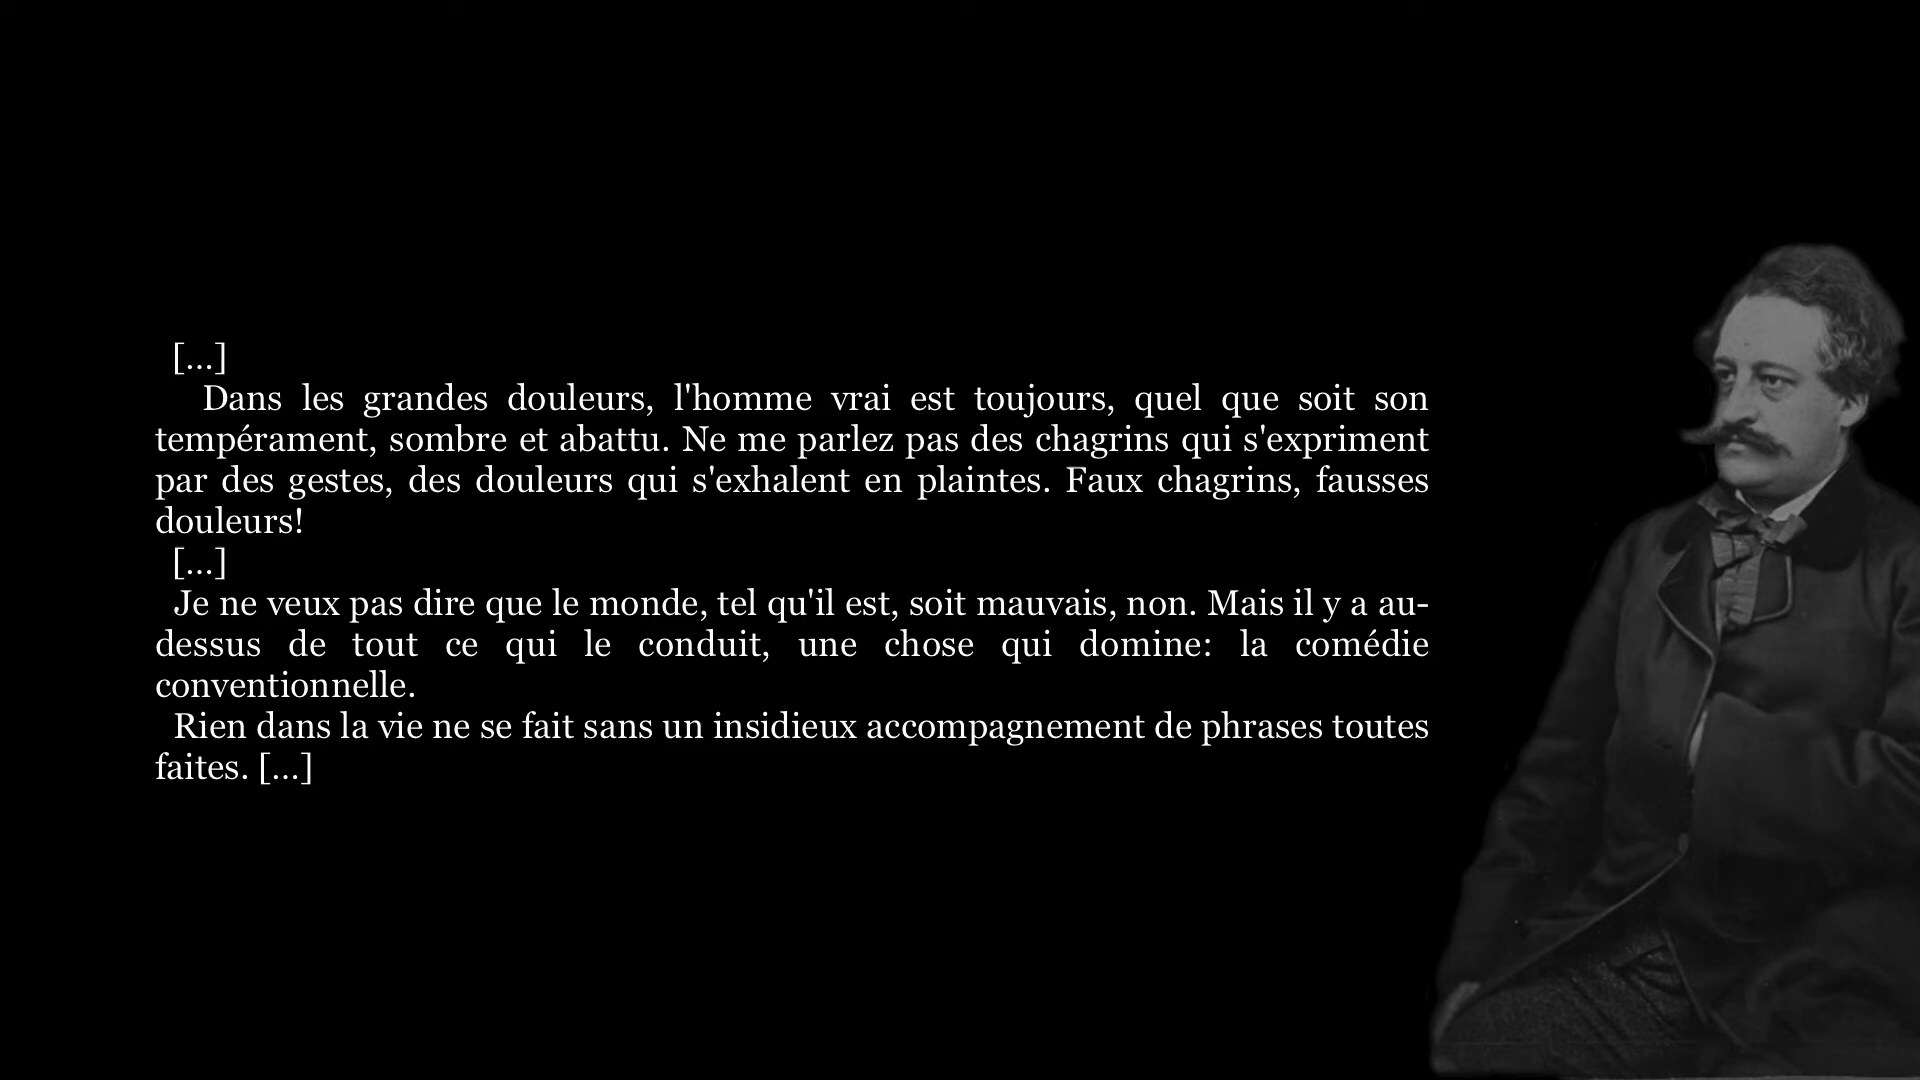 [...]
Dans les grandes douleurs, l'homme vrai est toujours, quel que soit son
tempérament, sombre et abattu. Ne me parlez pas des chagrins qui s'expriment
par des gestes, des douleurs qui s'exhalent en plaintes. Faux chagrins, fausses
douleurs!
[...]
Je ne veux pas dire que le monde, tel qu'il est, soit mauvais, non. Mais il y a au-
dessus de tout ce qui le conduit, une chose qui domine: la comédie
conventionnelle.
Rien dans la vie ne se fait sans un insidieux accompagnement de phrases toutes
faites. [...]